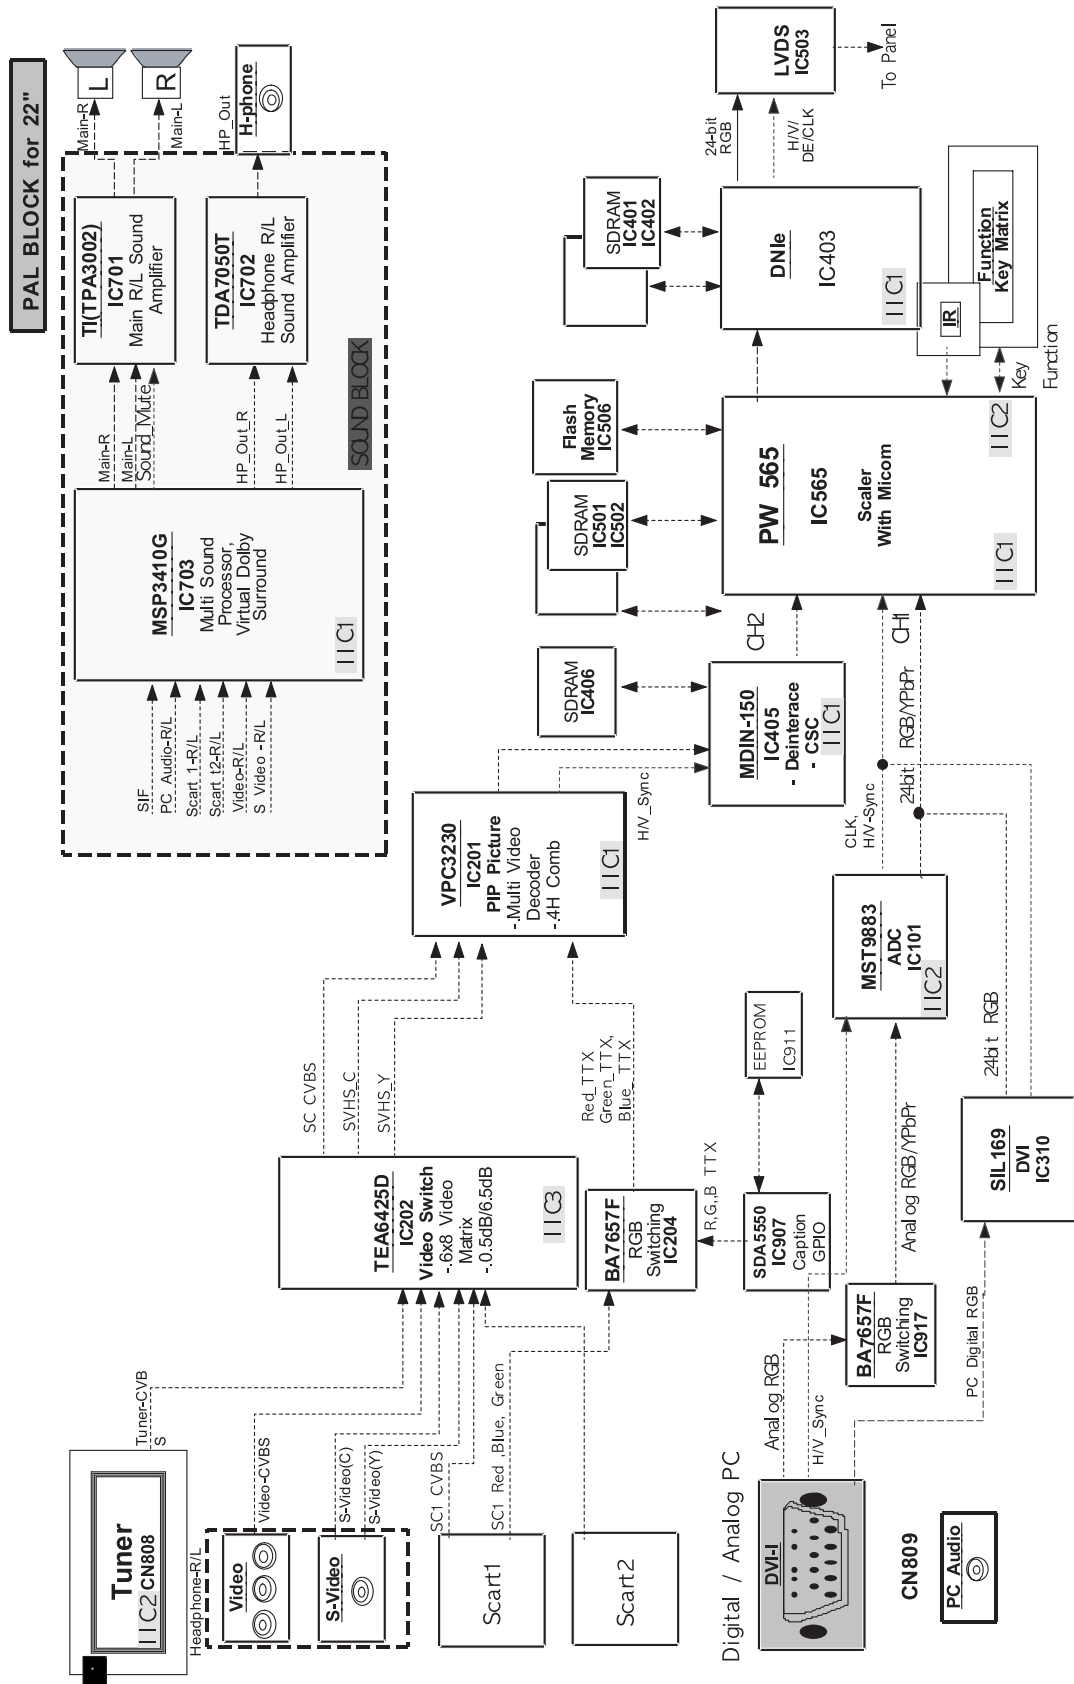 PAL BLOCK for 22"
Tuner
IIC2 CN808
Tuner-CVB
S
Headphone-R/L
Video
Video-CVBS
S-Video
S-Video(C)
S-Video(Y)
Scart1
SC1 CVBS
SC1 Red ,Blue, Green
Scart2
Digital / Analog PC
DVI-I
CN809
PC Audio
Analog RGB
H/V_Sync
PC Digital RGB
TEA6425D
IC202
Video Switch
-.6x8 Video
Matrix
-.0.5dB/6.5dB
IIC3
BA7657F
RGB
Switching
IC204
R,G,,B TTX
SDA5550
IC907
Caption
GPIO
EEPROM
IC911
BA7657F
RGB
Switching
IC917
Analog RGB/YPbPr
SIL169
DVI
IC310
24bit RGB
SC CVBS
SVHS_C
SVHS_Y
Red_TTX
Green_TTX,
Blue_TTX
VPC3230
IC201
PIP Picture
-.Multi Video
Decoder
-.4H Comb
IIC1
H/V_Sync
MST9883
ADC
IC101
IIC2
CLK,
H/V-Sync
24bit RGB/YPbPr
CH1
SDRAM
IC406
MDIN-150
IC405
- Deinterace
- CSC
IIC1
CH2
SIF
PC Audio-R/L
Scart 1-R/L
Scart t2-R/L
Video-R/L
S Video -R/L
MSP3410G
IC703
Multi Sound
Processor,
Virtual Dolby
Surround
IIC1
SOUND BLOCK
Main-R
Main-L
Sound_Mute
HP_Out_R
HP_Out_L
TI(TPA3002)
IC701
Main R/L Sound
Amplifier
TDA7050T
IC702
Headphone R/L
Sound Amplifier
Main-R
Main-L
L
R
HP_Out
H-phone
SDRAM
IC501
IC502
Flash
Memory
IC506
PW 565
IC565
Scaler
With Micom
IIC1
IIC2
SDRAM
IC401
IC402
DNIe
IC403
IIC1
IR
Function
Key Matrix
Key
Function
24-bit
RGB
H/V/
DE/CLK
LVDS
IC503
To Panel